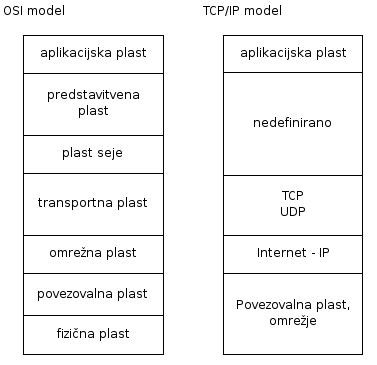 OSI model
aplikacijska plast
predstavitvena
plast
plast seje
transportna plast
omrežna plast
povezovalna plast
fizična plast
TCP/IP model
aplikacijska plast
nedefinirano
TCP
UDP
Internet - IP
Povezovalna plast,
omrežje